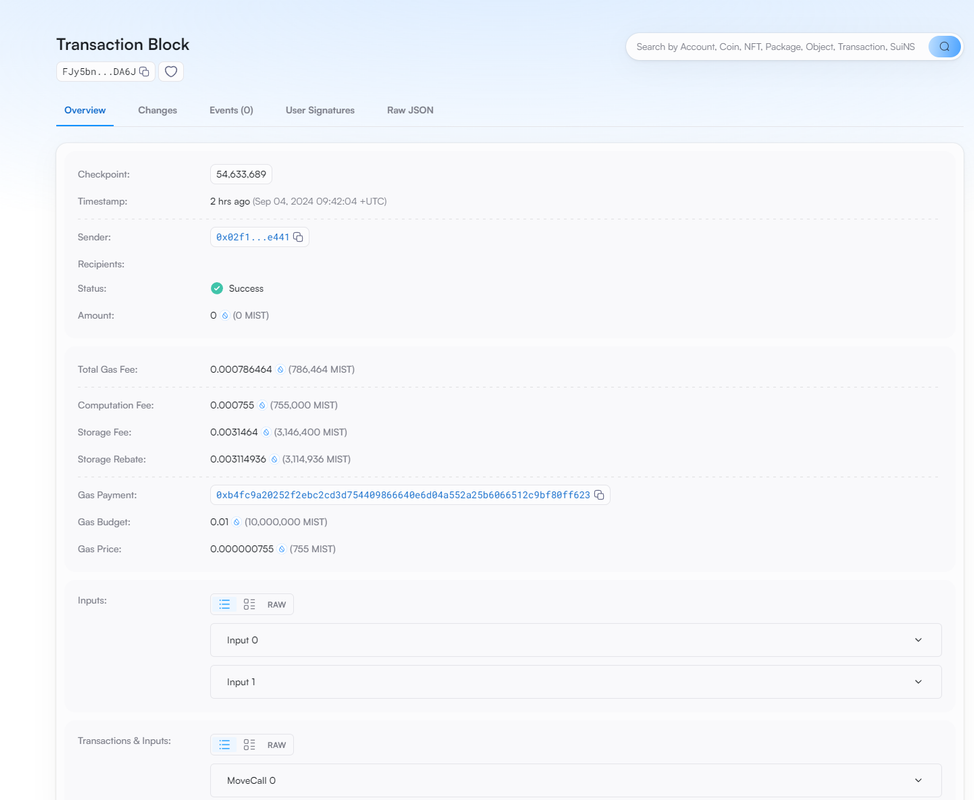 Transaction Block
Search by Account, Coin, NFT, Package, Object, Transaction, SuiNS
FJy5bn...DA6J
Overview Changes Events (0) User Signatures Raw JSON
Checkpoint: 54,633,689
Timestamp: 2 hrs ago (Sep 04, 2024 09:42:04 +UTC)
Sender: 0x02f1...e441
Recipients:
Status: Success
Amount: 0 (0 MIST)
Total Gas Fee: 0.000786464 (786,464 MIST)
Computation Fee: 0.000755 (755,000 MIST)
Storage Fee: 0.0031464 (3,146,400 MIST)
Storage Rebate: 0.003114936 (3,114,936 MIST)
Gas Payment: 0xb4fc9a20252f2ebc2cd3d754409866640e6d04a552a25b6066512c9bf80ff623
Gas Budget: 0.01 (10,000,000 MIST)
Gas Price: 0.000000755 (755 MIST)
Inputs: RAW
Input 0
Input 1
Transactions & Inputs: RAW
MoveCall 0